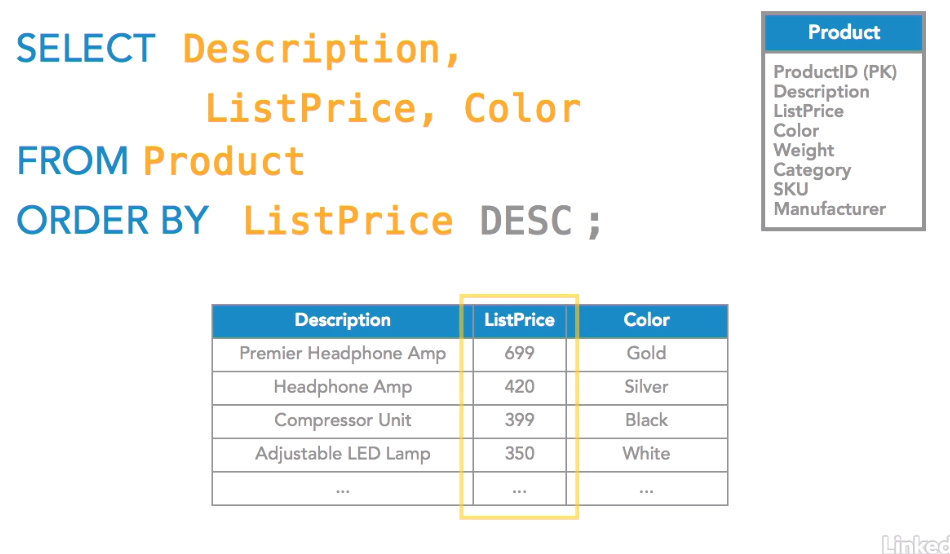 SELECT Description,
ListPrice, Color
FROM Product
ORDER BY ListPrice DESC ;
Product
ProductID (PK)
Description
ListPrice
Color
Weight
Category
SKU
Manufacturer
Description ListPrice Color
Premier Headphone Amp 699 Gold
Headphone Amp 420 Silver
Compressor Unit 399 Black
Adjustable LED Lamp 350 White
... ... ...
Linked